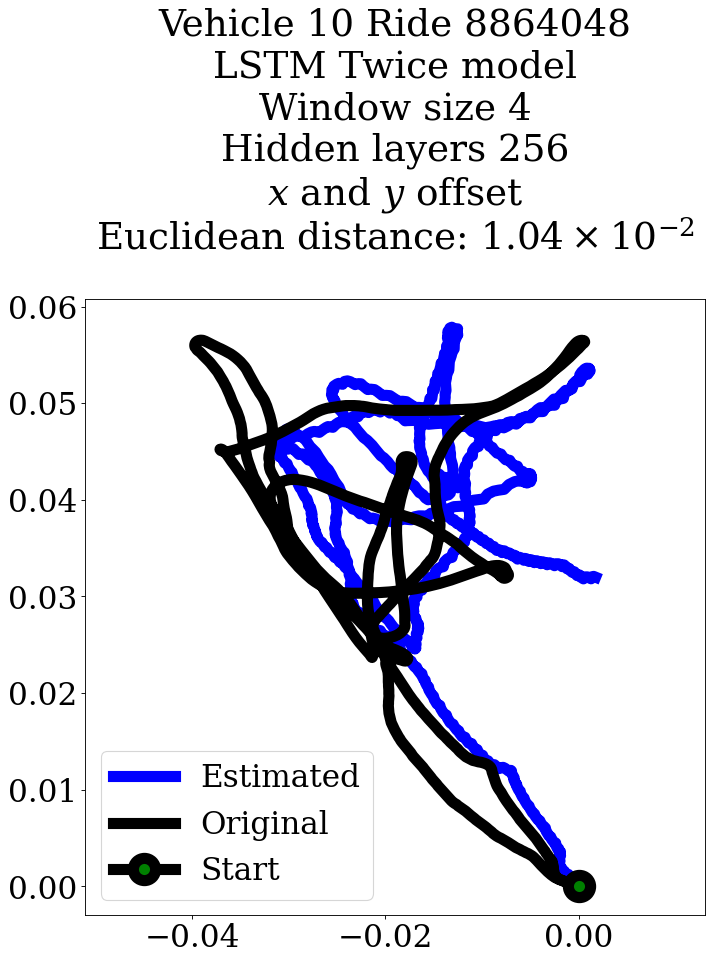 Vehicle 10 Ride 8864048
LSTM Twice model
Window size 4
Hidden layers 256
x and y offset
Euclidean distance: 1.04 × 10⁻²
0.06
0.05
0.04
0.03
0.02
0.01
0.00
Estimated
Original
Start
−0.04 −0.02 0.00